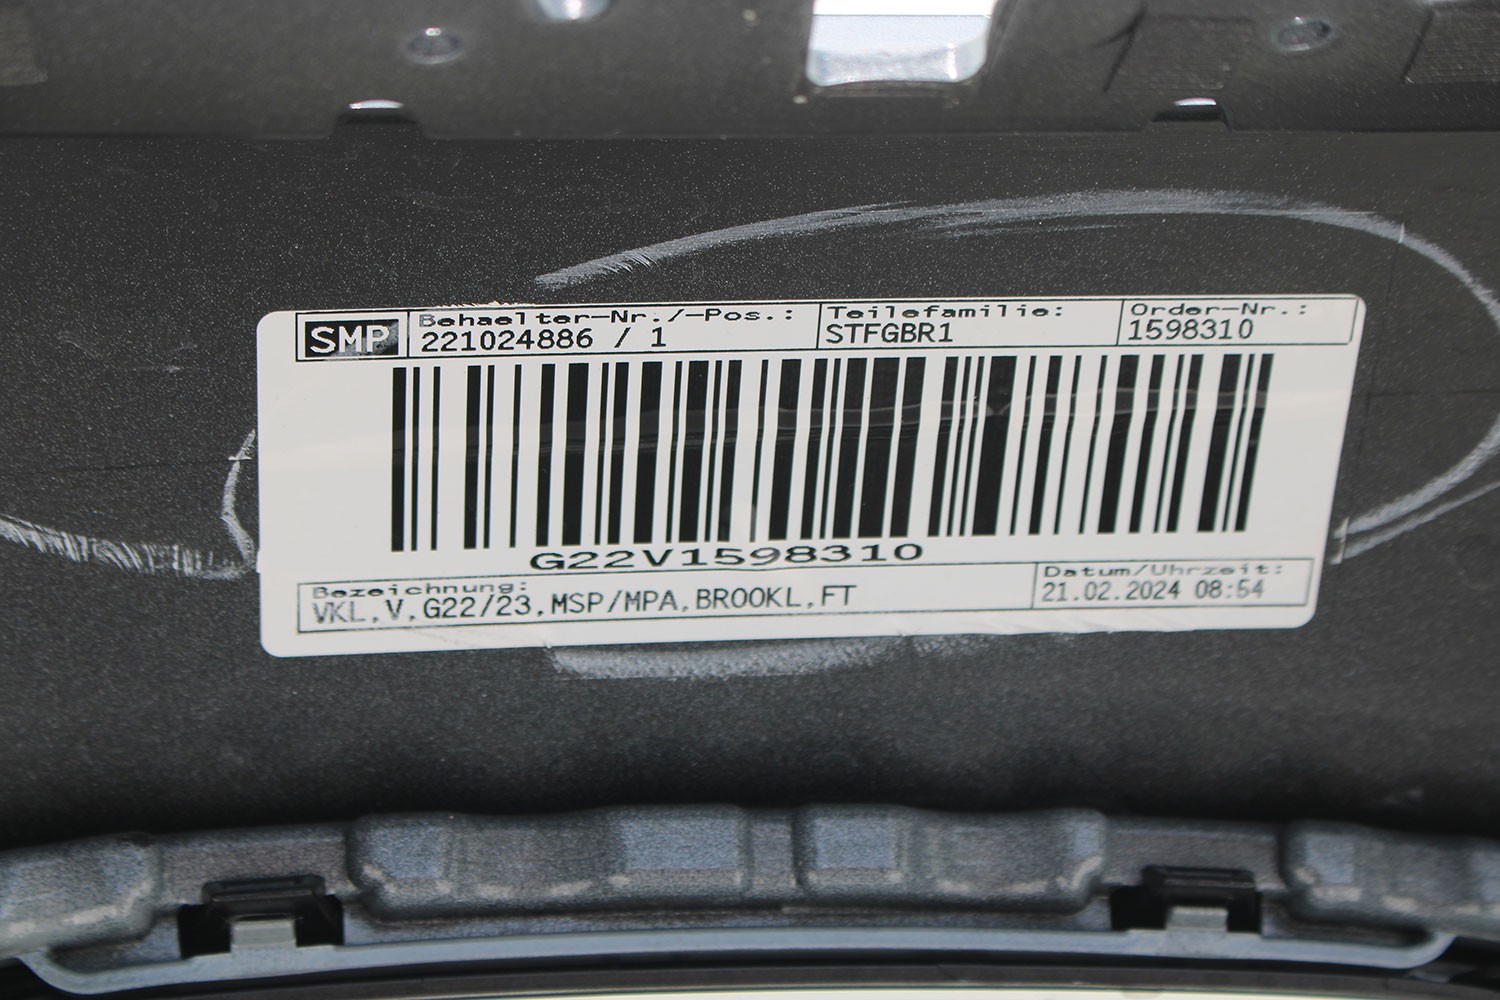 SMP
Behaelter-Nr./-Pos.:
221024886 / 1
Teilefamilie:
STFGBR1
Order-Nr.:
1598310
G22V1598310
Bezeichnung:
VKL,V,G22/23,MSP/MPA,BROOKL,FT
Datum/Uhrzeit:
21.02.2024 08:54